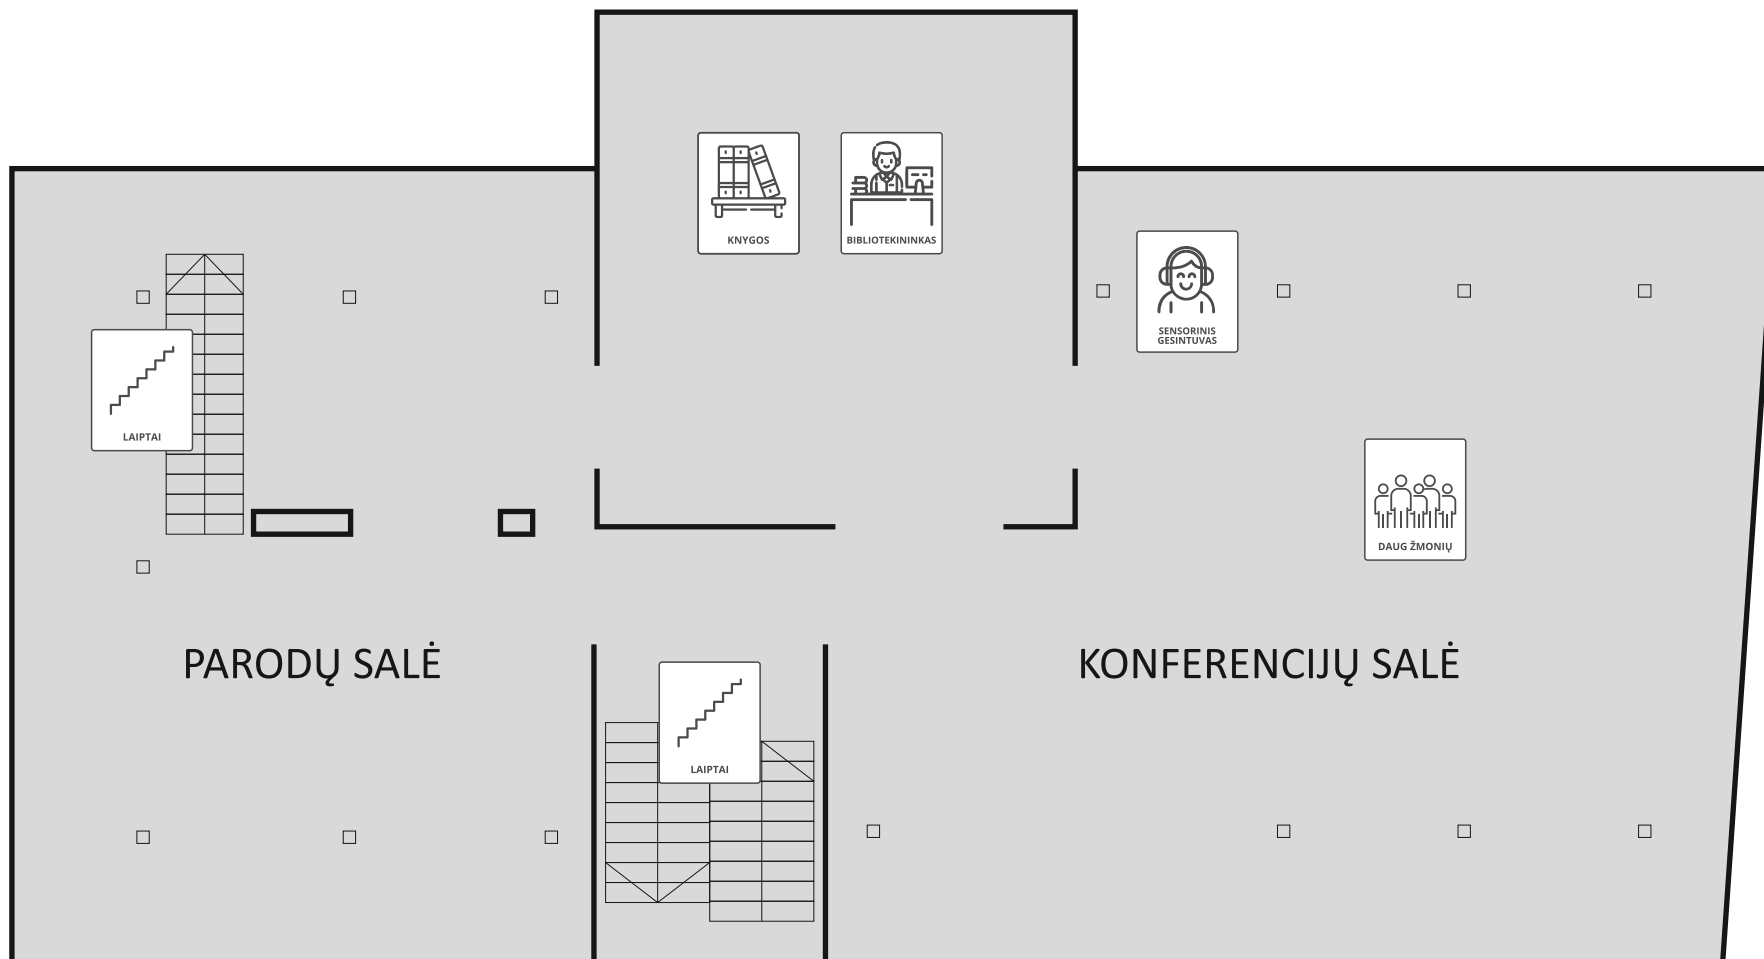 KNYGOS
BIBLIOTEKININKAS
SENSORINIS
GESINTUVAS
LAIPTAI
DAUG ŽMONIŲ
PARODŲ SALĖ
KONFERENCIJŲ SALĖ
LAIPTAI